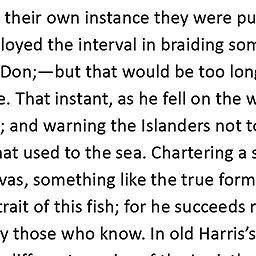 their own instance they were pu
loyed the interval in braiding som
Don;—but that would be too long
e. That instant, as he fell on the w
; and warning the Islanders not to
at used to the sea. Chartering a s
vas, something like the true form
trait of this fish; for he succeeds
y those who know. In old Harris's